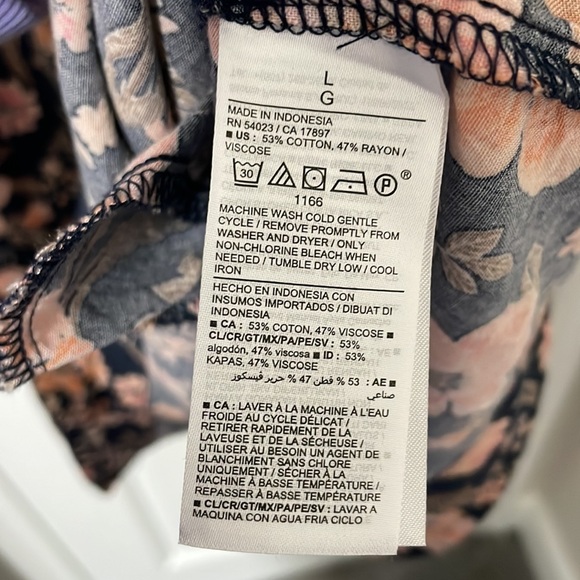 L
G
MADE IN INDONESIA
RN 54023 / CA 17897
■ US : 53% COTTON, 47% RAYON /
VISCOSE
30 P ®
1166
MACHINE WASH COLD GENTLE
CYCLE / REMOVE PROMPTLY FROM
WASHER AND DRYER / ONLY
NON-CHLORINE BLEACH WHEN
NEEDED / TUMBLE DRY LOW / COOL
IRON
HECHO EN INDONESIA CON
INSUMOS IMPORTADOS / DIBUAT DI
INDONESIA
■ CA : 53% COTON, 47% VISCOSE ■
CL/CR/GT/MX/PA/PE/SV : 53%
algodón, 47% viscosa ■ ID : 53%
KAPAS, 47% VISCOSE
■ AE : 53 % قطن 47 % حرير فيسكوز
صناعي
■ CA : LAVER À LA MACHINE À L'EAU
FROIDE AU CYCLE DÉLICAT /
RETIRER RAPIDEMENT DE LA
LAVEUSE ET DE LA SÉCHEUSE /
AU BESOIN UN AGENT DE
BLANCHIMENT SANS CHLORE
UNIQUEMENT / SÉCHER À LA
MACHINE À BASSE TEMPÉRATURE /
REPASSER À BASSE TEMPÉRATURE
■ CL/CR/GT/MX/PA/PE/SV : LAVAR A
MAQUINA CON AGUA FRIA CICLO